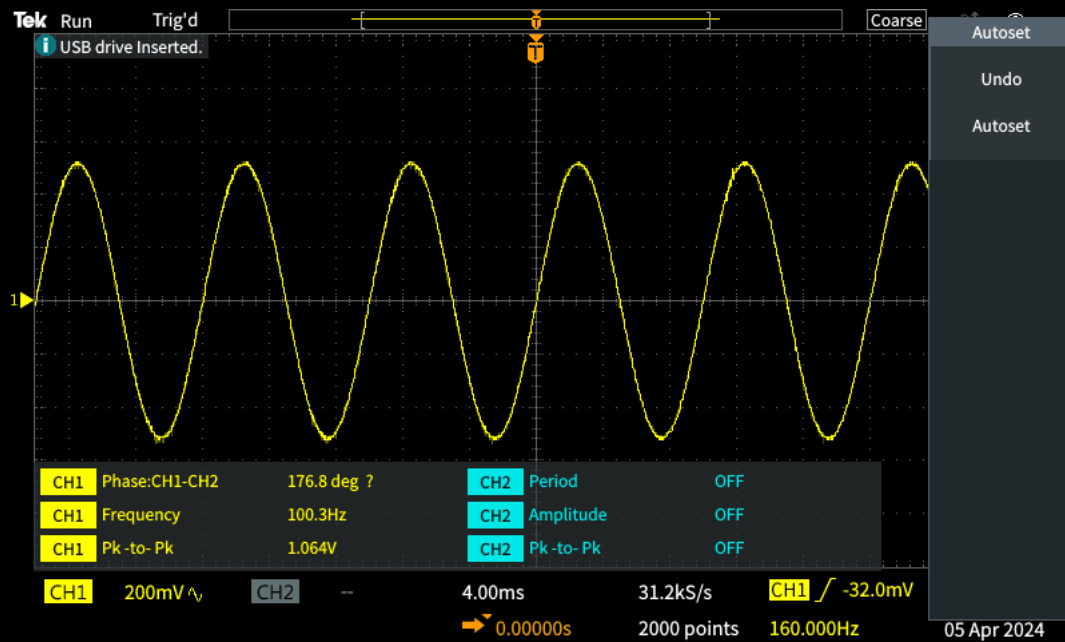 Tek Run Trig'd T Coarse
Autoset
i USB drive Inserted.
T
Undo
Autoset
1
CH1 Phase:CH1-CH2 176.8 deg ? CH2 Period OFF
CH1 Frequency 100.3Hz CH2 Amplitude OFF
CH1 Pk -to- Pk 1.064V CH2 Pk -to- Pk OFF
CH1 200mV CH2 -- 4.00ms 31.2kS/s CH1 -32.0mV
0.00000s 2000 points 160.000Hz 05 Apr 2024